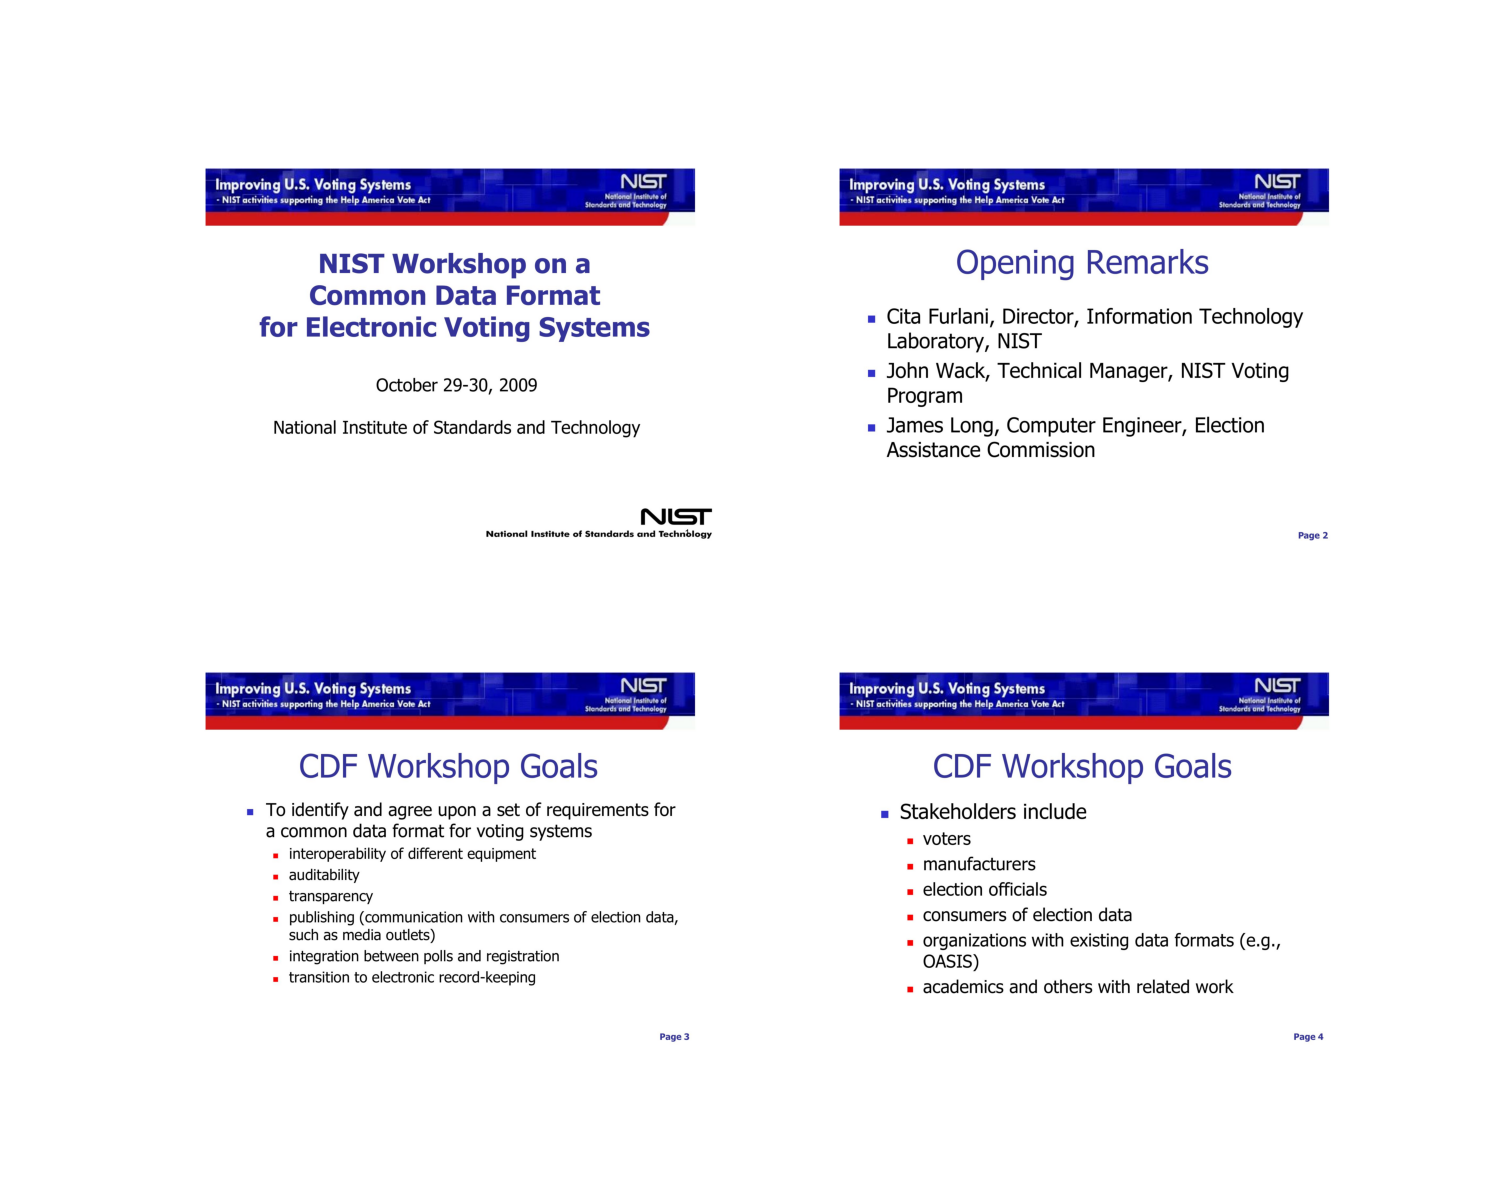 Improving U.S. Voting Systems
- NIST activities supporting the Help America Vote Act
NIST
National Institute of
Standards and Technology
NIST Workshop on a
Common Data Format
for Electronic Voting Systems
October 29-30, 2009
National Institute of Standards and Technology
NIST
National Institute of Standards and Technology
Improving U.S. Voting Systems
- NIST activities supporting the Help America Vote Act
NIST
National Institute of
Standards and Technology
Opening Remarks
■ Cita Furlani, Director, Information Technology
Laboratory, NIST
■ John Wack, Technical Manager, NIST Voting
Program
■ James Long, Computer Engineer, Election
Assistance Commission
Page 2
Improving U.S. Voting Systems
- NIST activities supporting the Help America Vote Act
NIST
National Institute of
Standards and Technology
CDF Workshop Goals
■ To identify and agree upon a set of requirements for
a common data format for voting systems
■ interoperability of different equipment
■ auditability
■ transparency
■ publishing (communication with consumers of election data,
such as media outlets)
■ integration between polls and registration
■ transition to electronic record-keeping
Page 3
Improving U.S. Voting Systems
- NIST activities supporting the Help America Vote Act
NIST
National Institute of
Standards and Technology
CDF Workshop Goals
■ Stakeholders include
■ voters
■ manufacturers
■ election officials
■ consumers of election data
■ organizations with existing data formats (e.g.,
OASIS)
■ academics and others with related work
Page 4